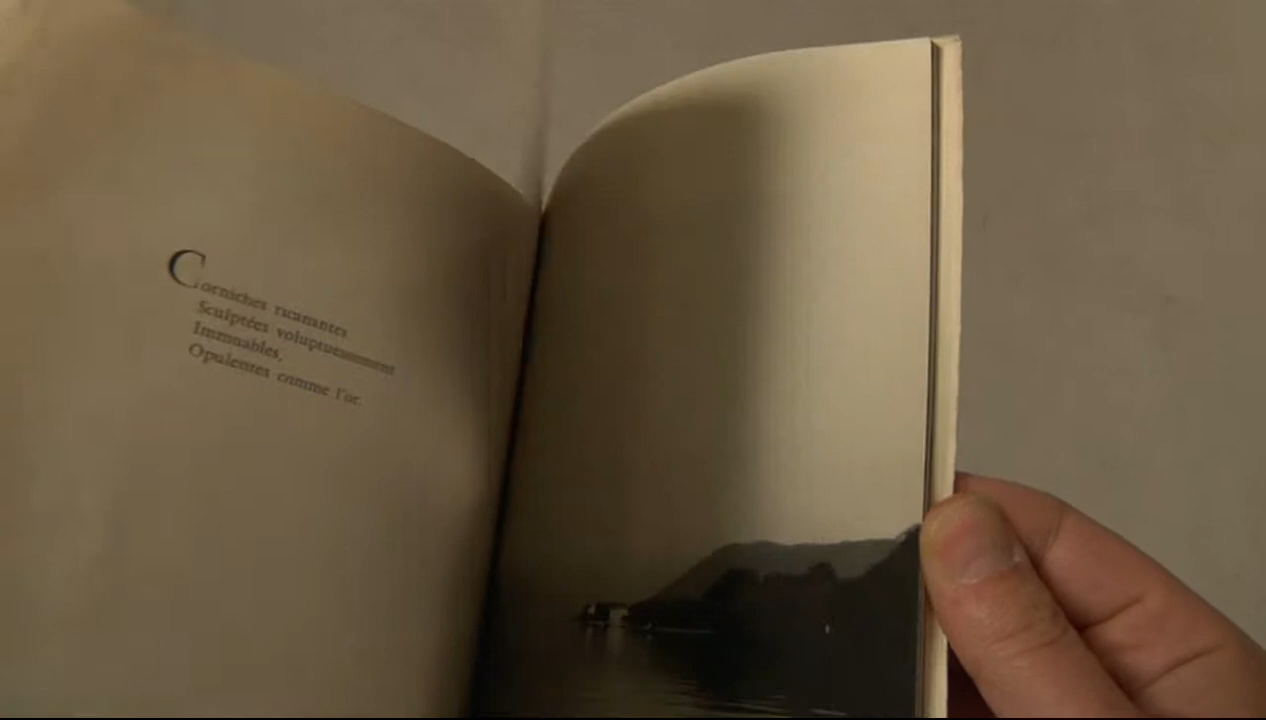 Corniches ricanantes
Sculptées voluptueusement
Immuables,
Opulentes comme l'or.